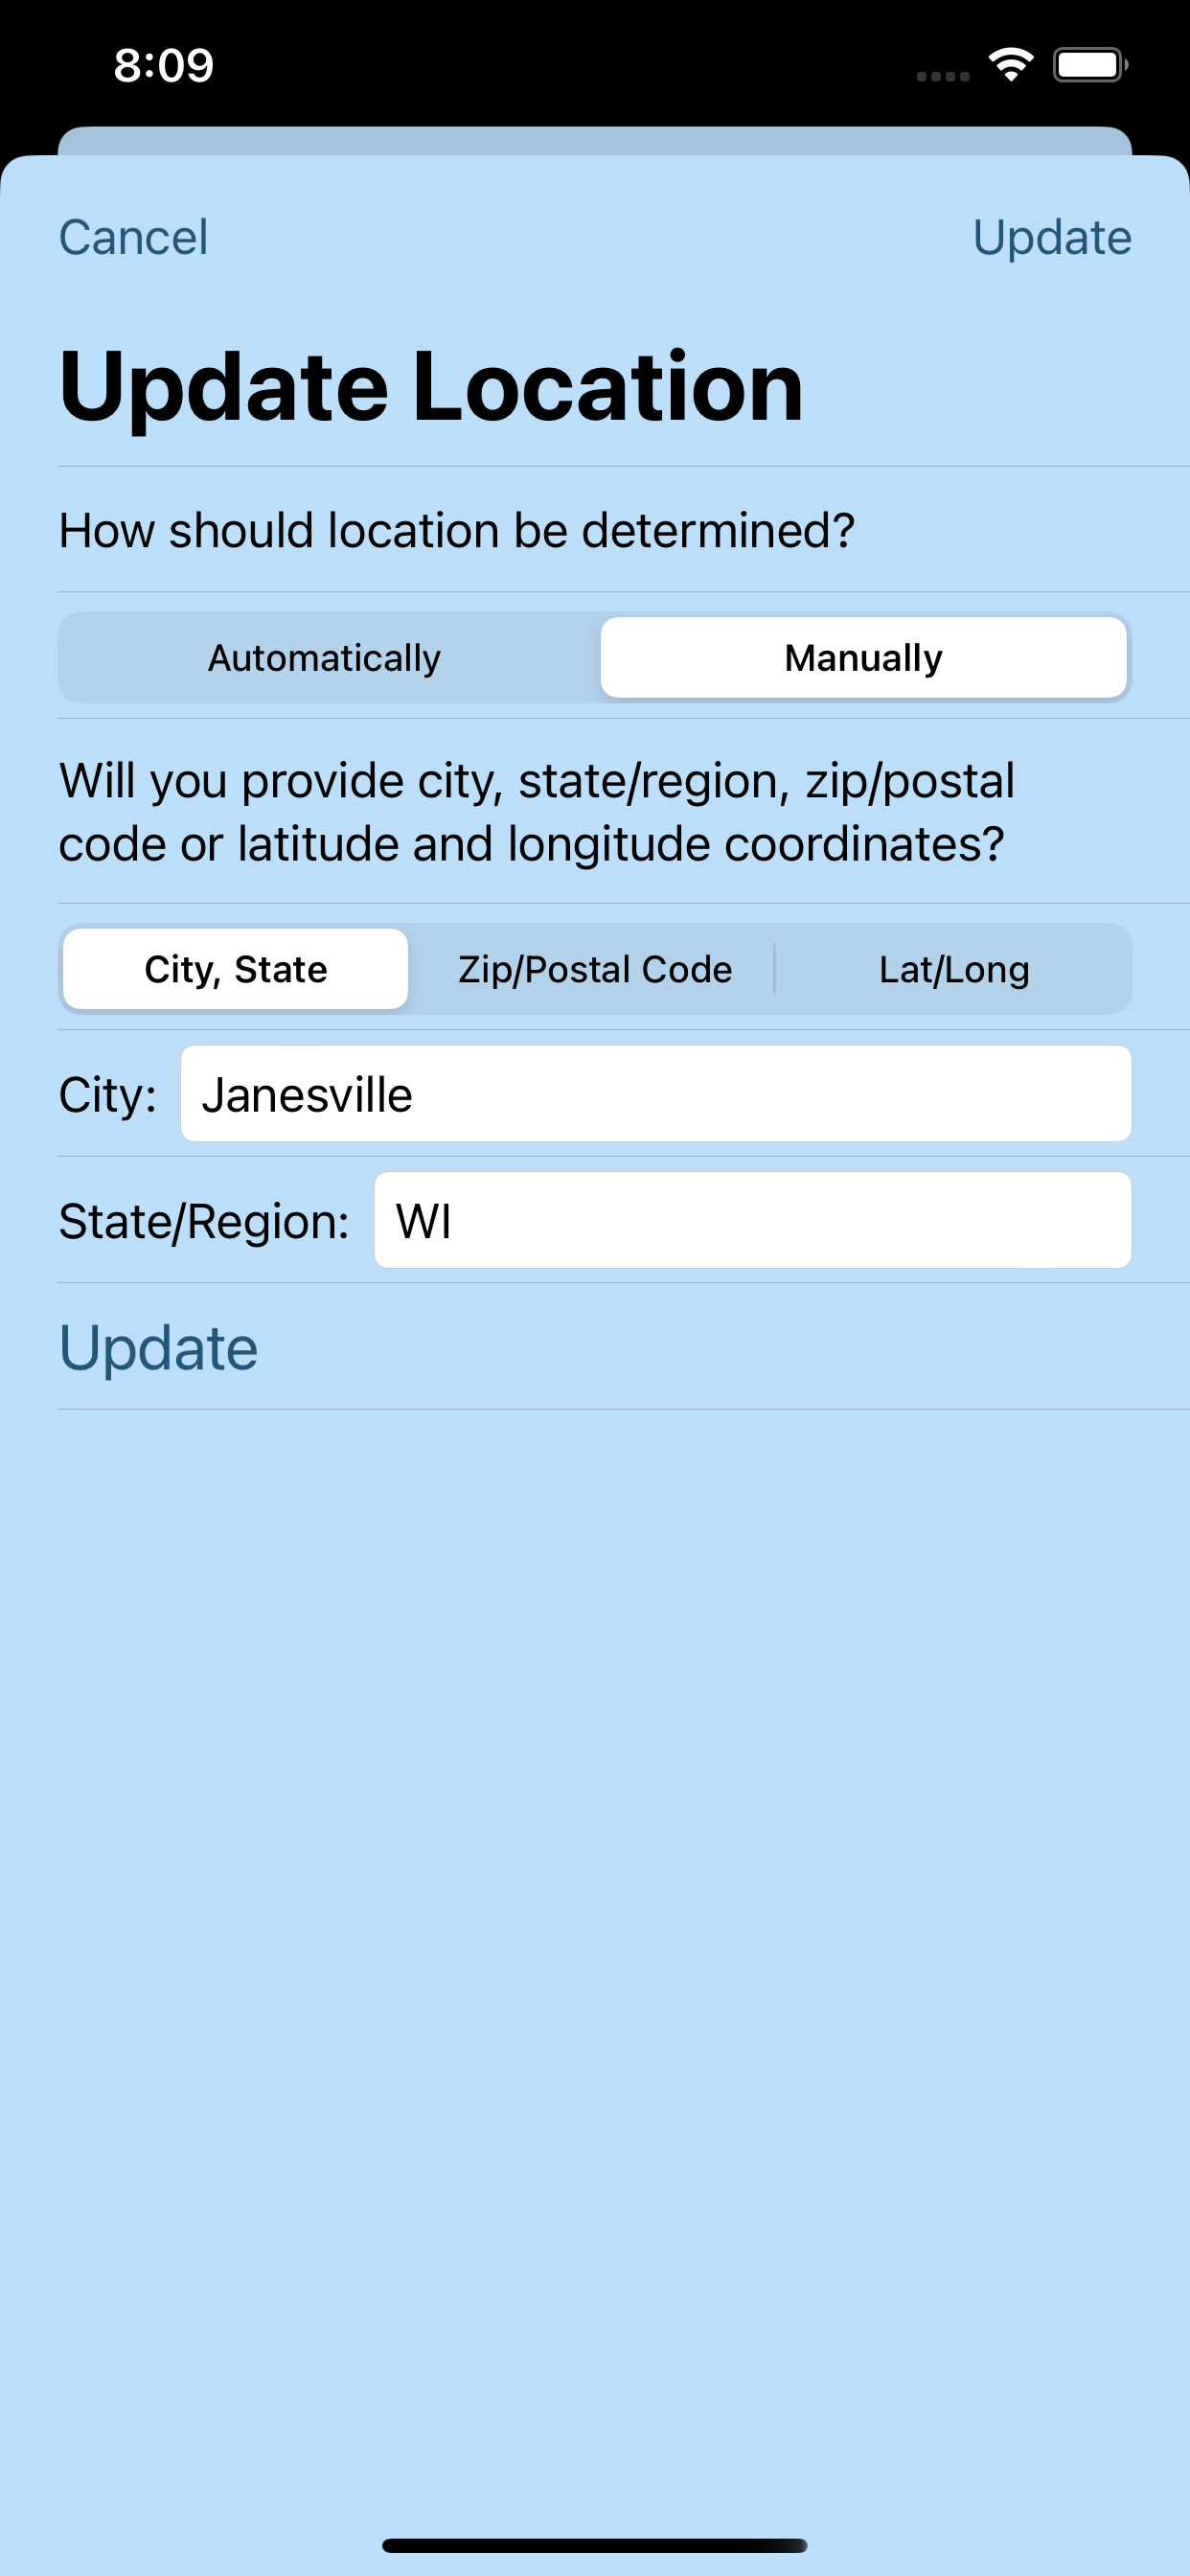 8:09
Cancel
Update
Update Location
How should location be determined?
Automatically
Manually
Will you provide city, state/region, zip/postal
code or latitude and longitude coordinates?
City, State
Zip/Postal Code
Lat/Long
City:
Janesville
State/Region:
WI
Update